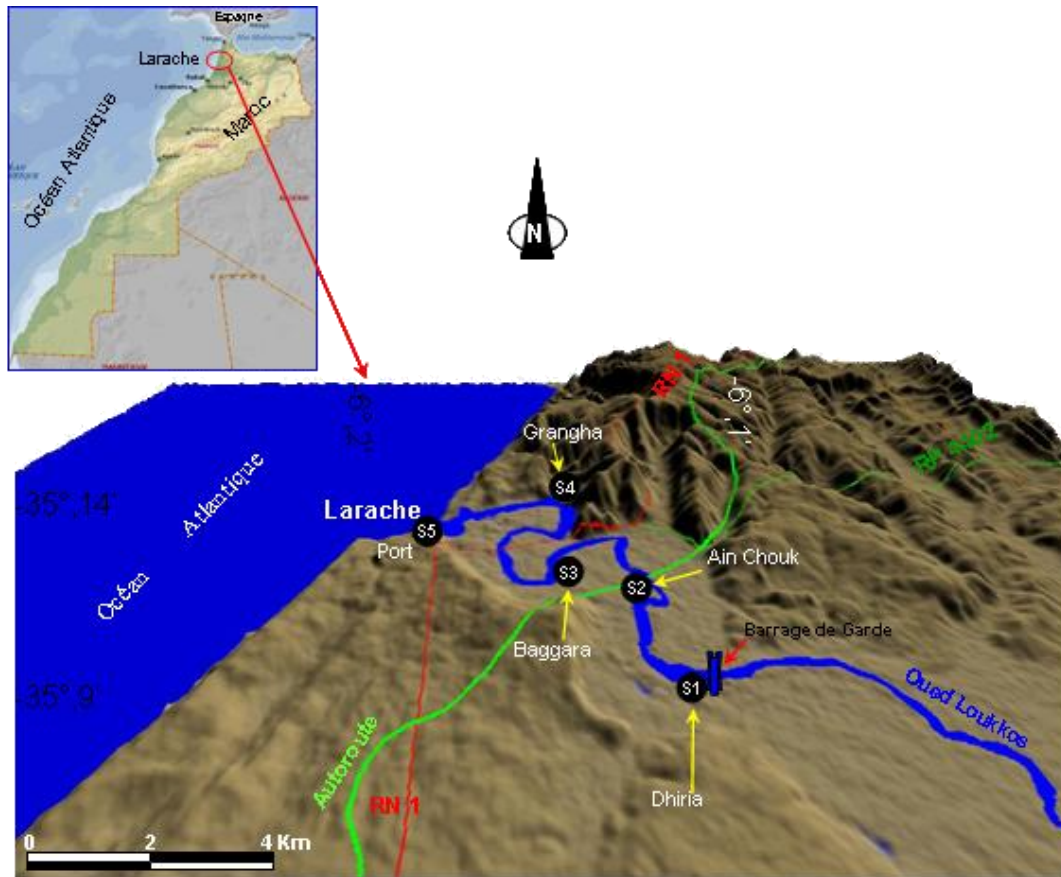 Espagne
Larache
Maroc
Océan Atlantique
N
RN 1
-6°,1'
-6°,2'
RP 4402
Grangha
S4
Atlantique
Océan
-35°,14'
Larache
S5
Port
S3
S2
Ain Chouk
Baggara
Barrage de Garde
S1
Oued Loukkos
-35°,9'
Autoroute
RN 1
Dhiria
0 2 4 Km